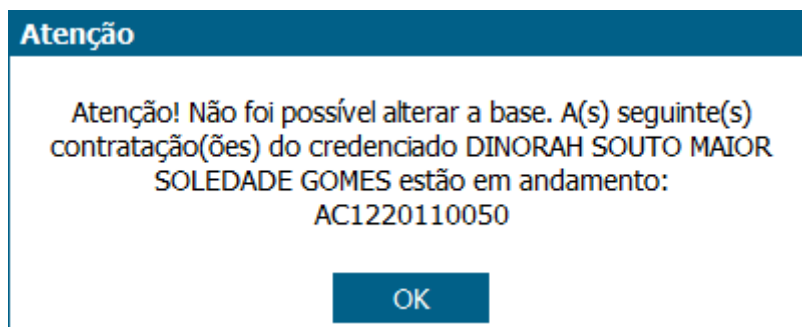 Atenção
Atenção! Não foi possível alterar a base. A(s) seguinte(s)
contratação(ões) do credenciado DINORAH SOUTO MAIOR
SOLEDADE GOMES estão em andamento:
AC1220110050
OK